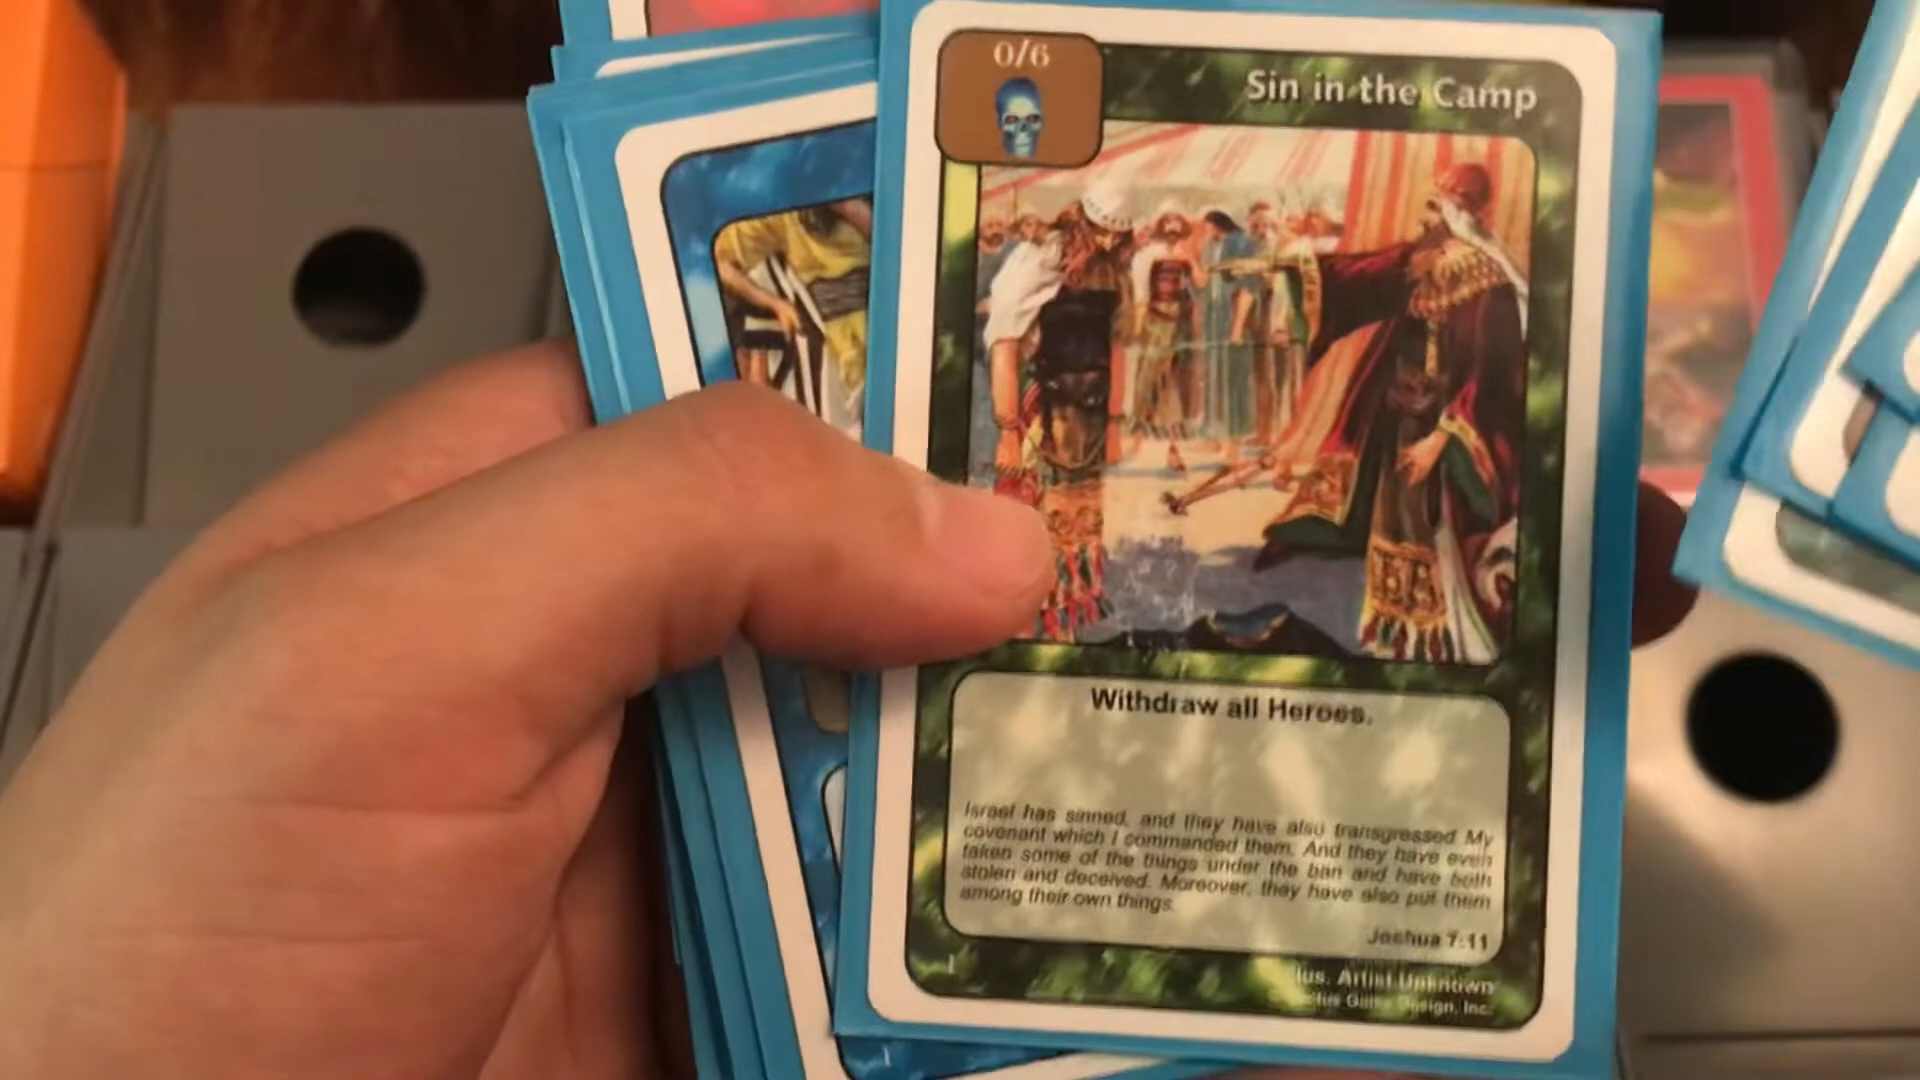 0/6
Sin in the Camp
Withdraw all Heroes.
Israel has sinned, and they have also transgressed My
covenant which I commanded them. And they have even
taken some of the things under the ban and have both
stolen and deceived. Moreover, they have also put them
among their own things.
Joshua 7:11
Artist Unknown
Design, Inc.
I